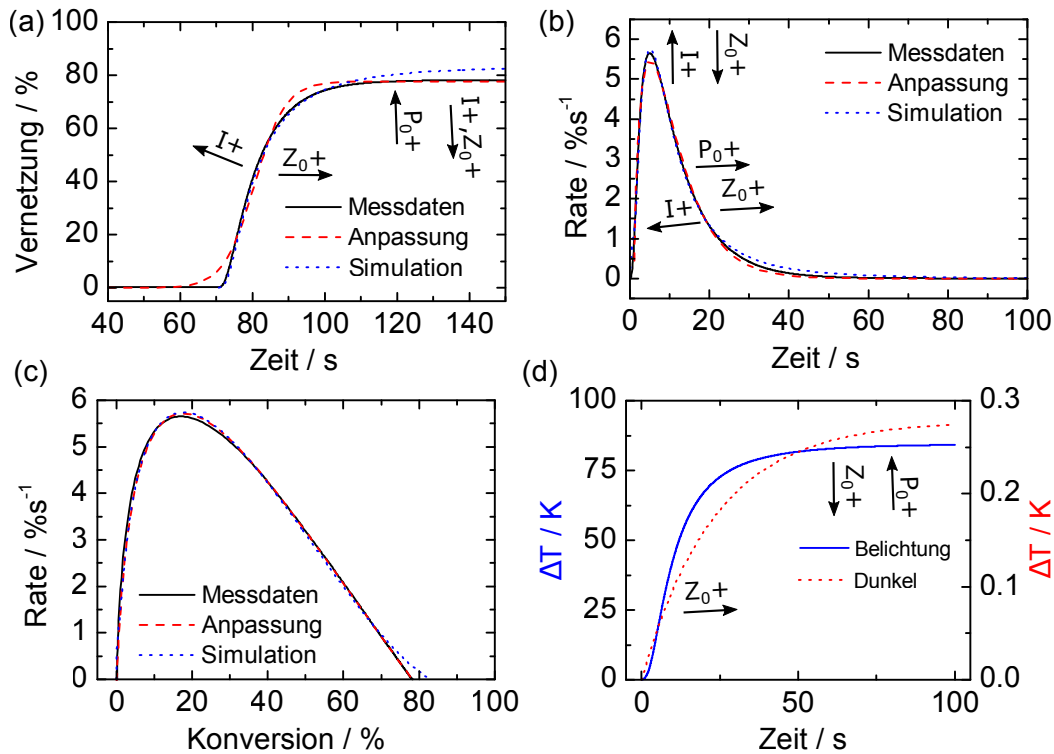 (a)
Vernetzung / %
100
80
60
40
20
0
40 60 80 100 120 140
Zeit / s
I+
Z₀+
P₀+
I+,Z₀+
Messdaten
Anpassung
Simulation
(b)
Rate / %s⁻¹
6
5
4
3
2
1
0
0 20 40 60 80 100
Zeit / s
I+
Z₀+
P₀+
Z₀+
I+
Messdaten
Anpassung
Simulation
(c)
Rate / %s⁻¹
6
5
4
3
2
1
0
0 20 40 60 80 100
Konversion / %
Messdaten
Anpassung
Simulation
(d)
ΔT / K
100
75
50
25
0
0 50 100
Zeit / s
0.3
0.2
0.1
0.0
ΔT / K
Z₀+
P₀+
Z₀+
Belichtung
Dunkel